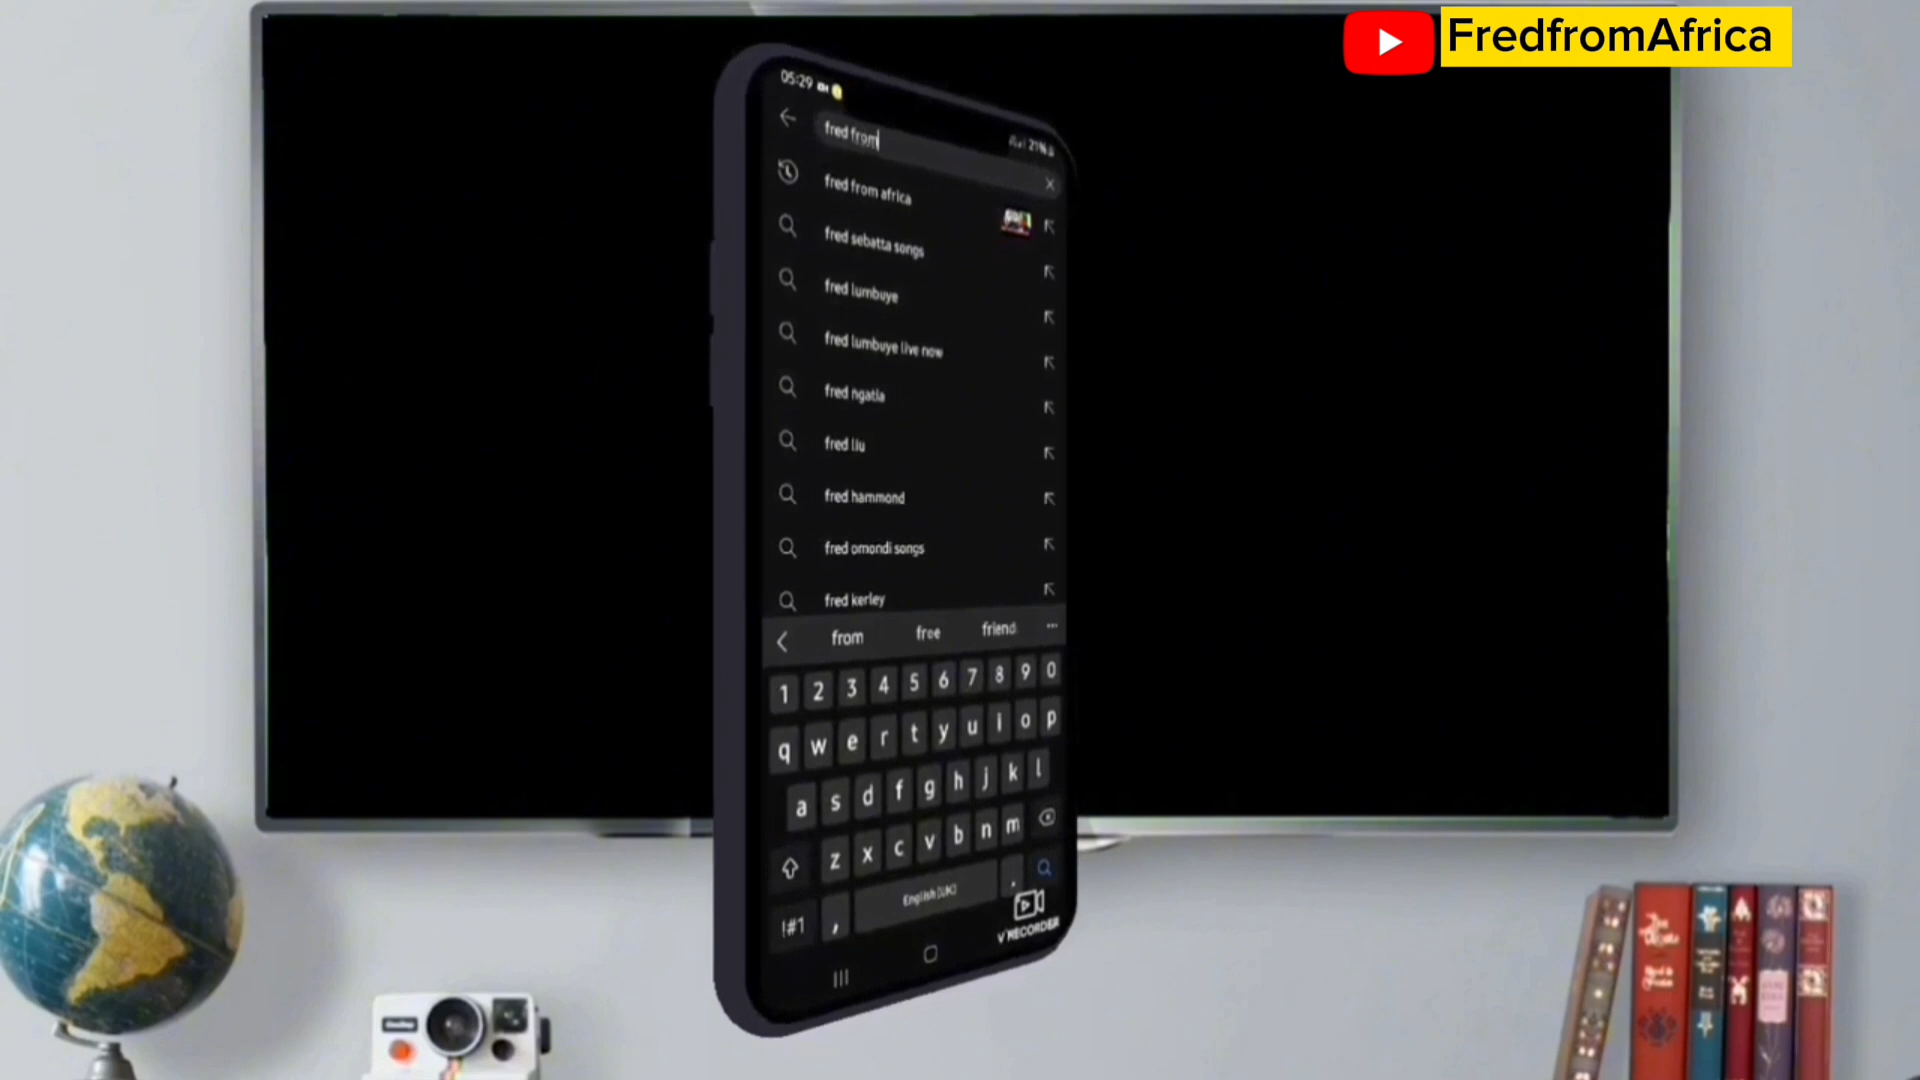 FredfromAfrica
05:29
21%
fred from
fred from africa
fred sebatta songs
fred lumbuye
fred lumbuye live now
fred ngatia
fred liu
fred hammond
fred omondi songs
fred kerley
from free friend ...
1 2 3 4 5 6 7 8 9 0
q w e r t y u i o p
a s d f g h j k l
z x c v b n m
!#1 , English (UK) .
V RECORDER